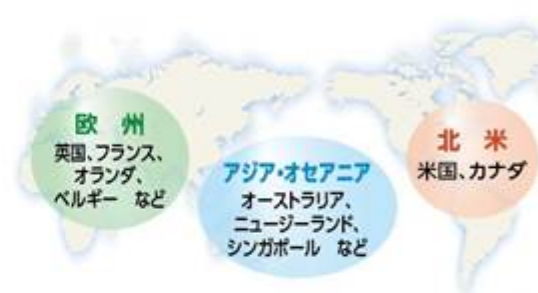 欧 州
英国、フランス、
オランダ、
ベルギー など
アジア・オセアニア
オーストラリア、
ニュージーランド、
シンガポール など
北 米
米国、カナダ